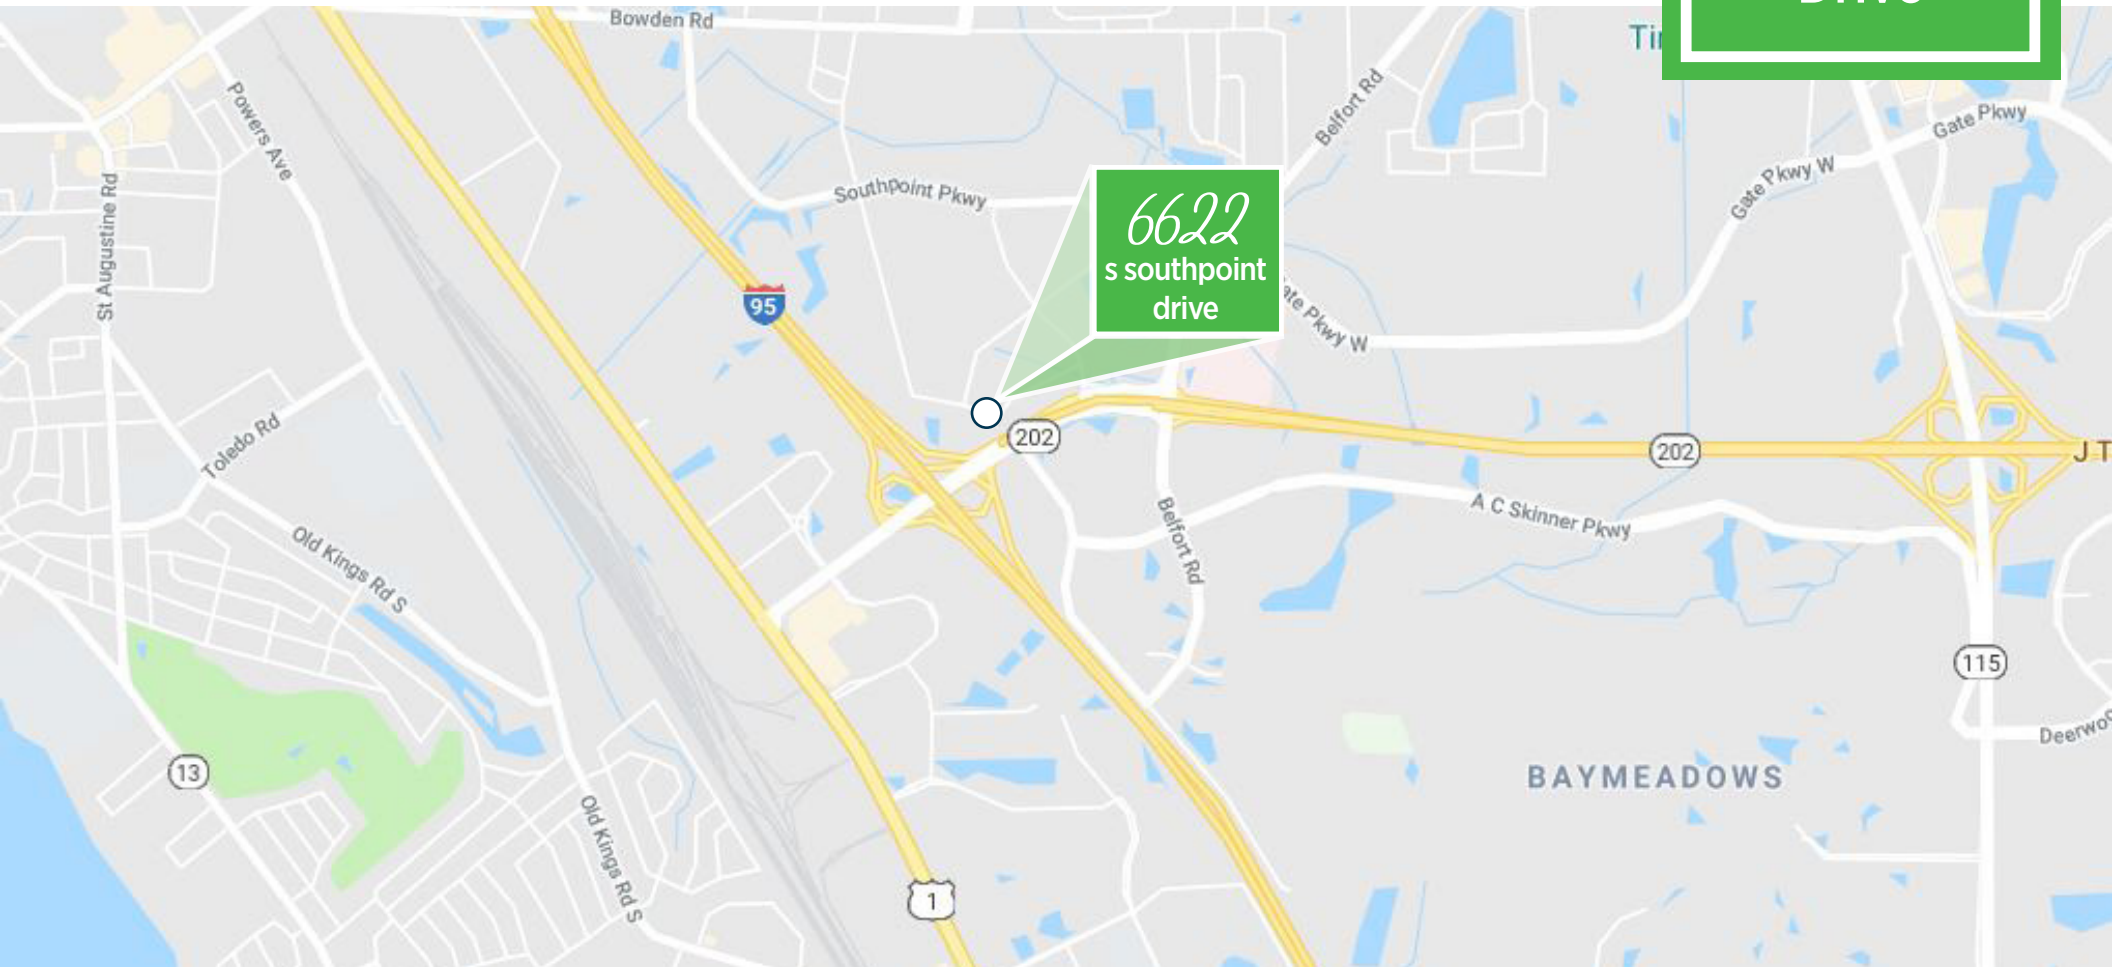 Bowden Rd
Powers Ave
Belfort Rd
Gate Pkwy
Gate Pkwy W
St Augustine Rd
Southpoint Pkwy
6622
s southpoint
drive
95
Pkwy W
202
202
J T
Toledo Rd
A C Skinner Pkwy
Belfort Rd
Old Kings Rd S
115
Deerwo
13
BAYMEADOWS
Old Kings Rd S
1